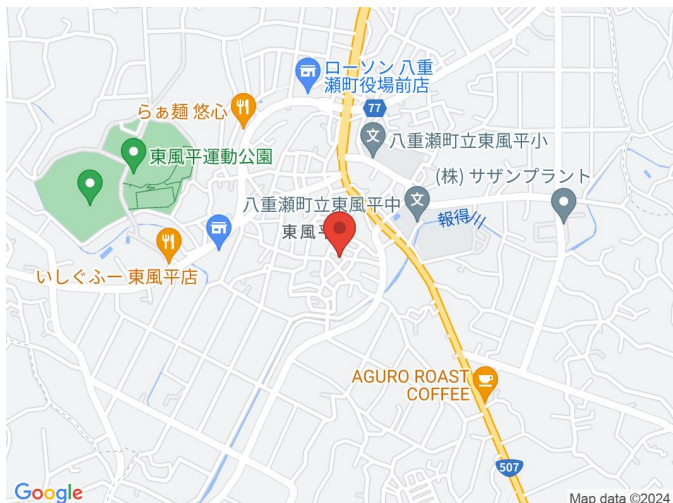 ローソン 八重
瀬町役場前店
77
らぁ麺 悠心
八重瀬町立東風平小
東風平運動公園
(株) サザンプラント
八重瀬町立東風平中
報得川
東風平
いしぐふー 東風平店
AGURO ROAST
COFFEE
507
Google
Map data ©2024